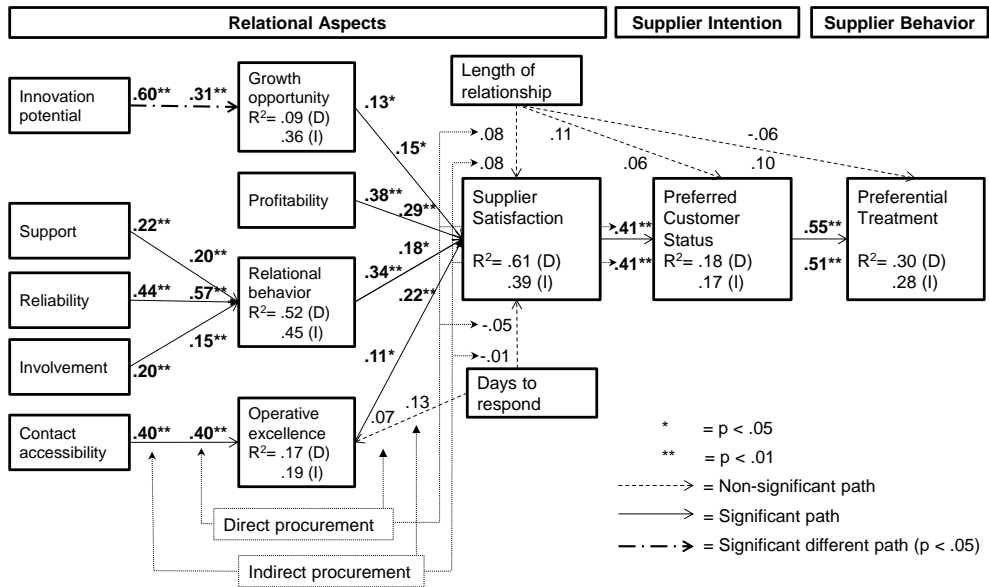 Relational Aspects
Supplier Intention
Supplier Behavior
Innovation
potential
.60**
.31**
Growth
opportunity
R²= .09 (D)
.36 (I)
.13*
.15*
Length of
relationship
.08
.08
.11
.06
-.06
.10
Profitability
.38**
.29**
Support
.22**
.20**
Reliability
.44**
.57**
Involvement
.20**
.15**
Relational
behavior
R²= .52 (D)
.45 (I)
.18*
.34**
.22**
.11*
Supplier
Satisfaction
R²= .61 (D)
.39 (I)
.41**
.41**
Preferred
Customer
Status
R²= .18 (D)
.17 (I)
.55**
.51**
Preferential
Treatment
R²= .30 (D)
.28 (I)
-.05
-.01
Days to
respond
.13
.07
Contact
accessibility
.40**
.40**
Operative
excellence
R²= .17 (D)
.19 (I)
Direct procurement
Indirect procurement
* = p < .05
** = p < .01
= Non-significant path
= Significant path
= Significant different path (p < .05)